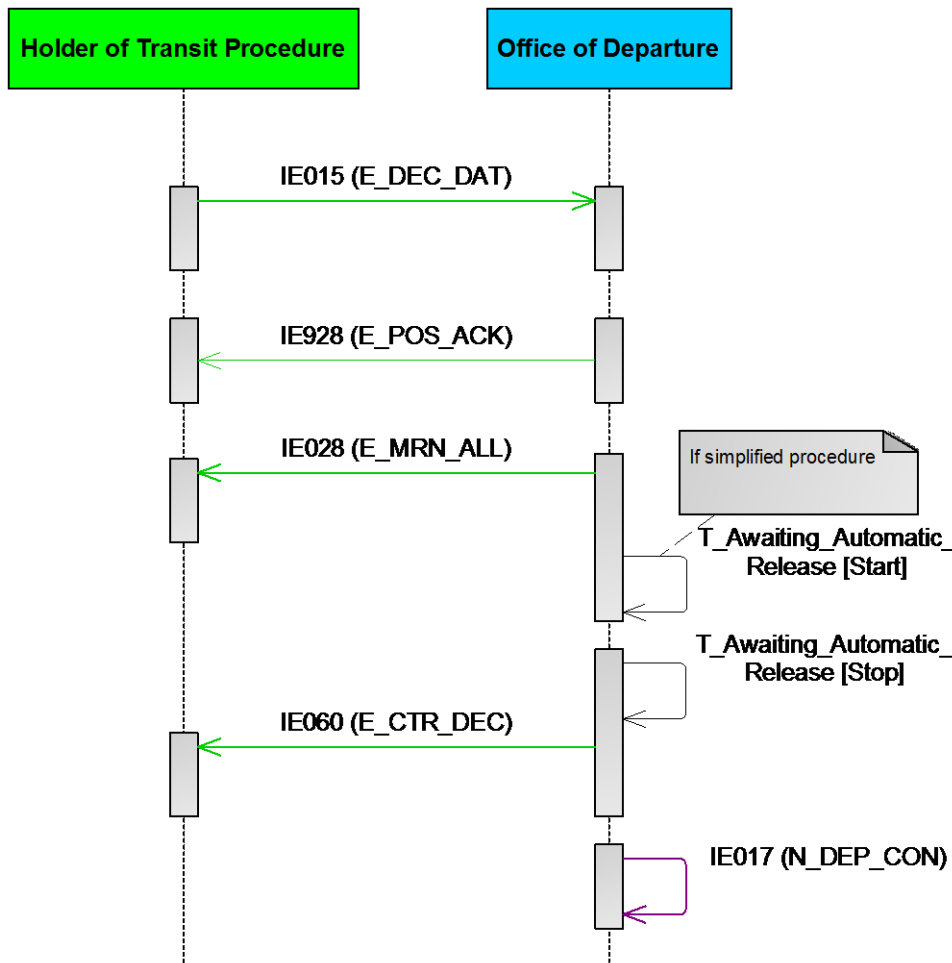 Holder of Transit Procedure
Office of Departure
IE015 (E_DEC_DAT)
IE928 (E_POS_ACK)
IE028 (E_MRN_ALL)
If simplified procedure
T_Awaiting_Automatic_
Release [Start]
T_Awaiting_Automatic_
Release [Stop]
IE060 (E_CTR_DEC)
IE017 (N_DEP_CON)